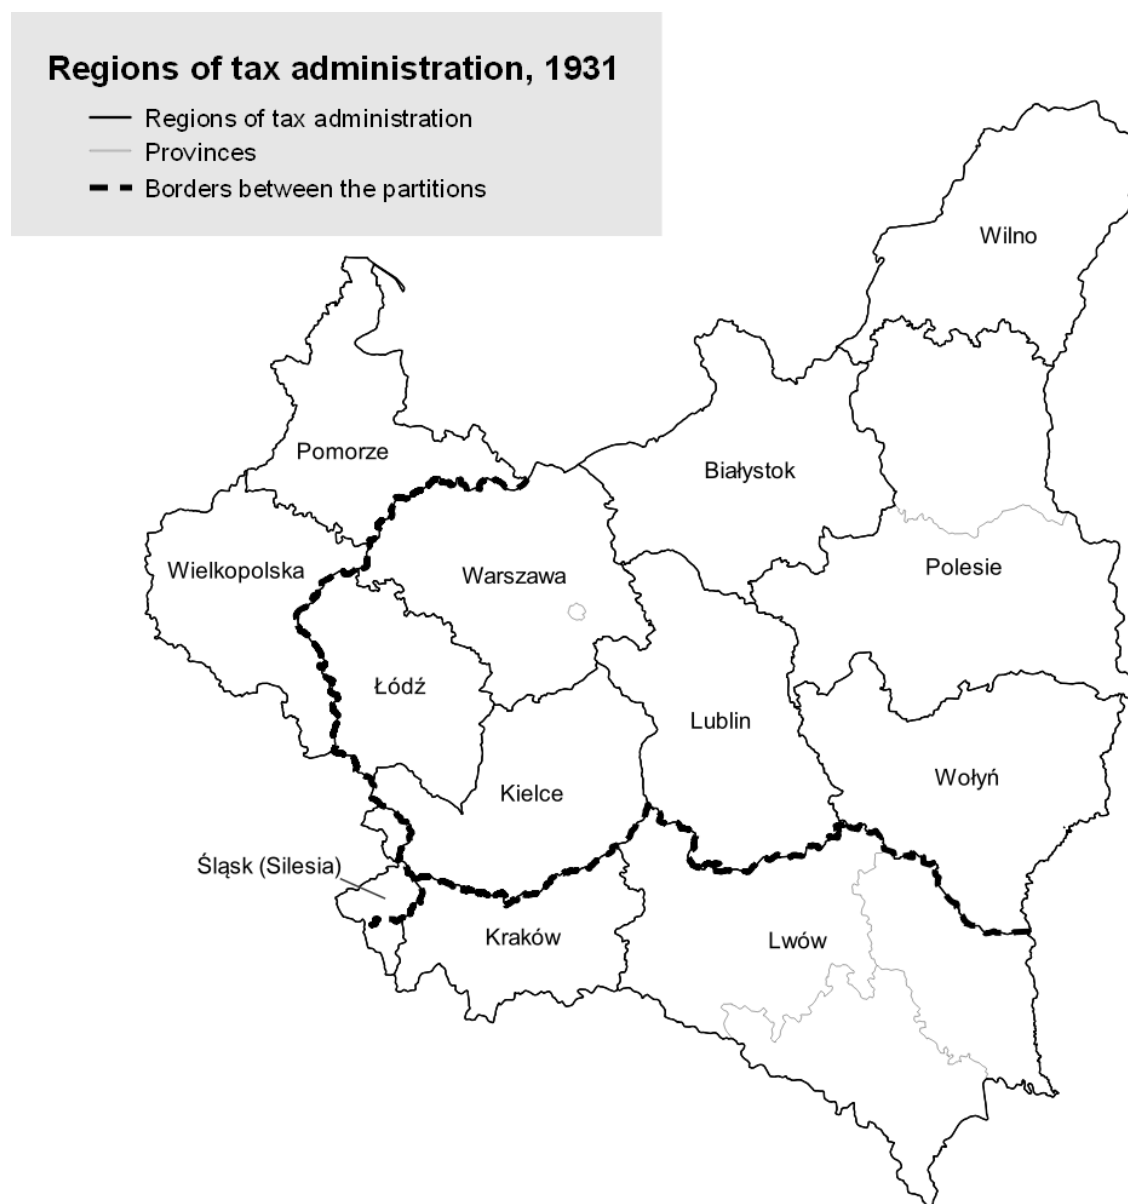 Regions of tax administration, 1931
Regions of tax administration
Provinces
Borders between the partitions
Wilno
Pomorze
Białystok
Wielkopolska
Warszawa
Polesie
Łódź
Lublin
Kielce
Wołyń
Śląsk (Silesia)
Kraków
Lwów